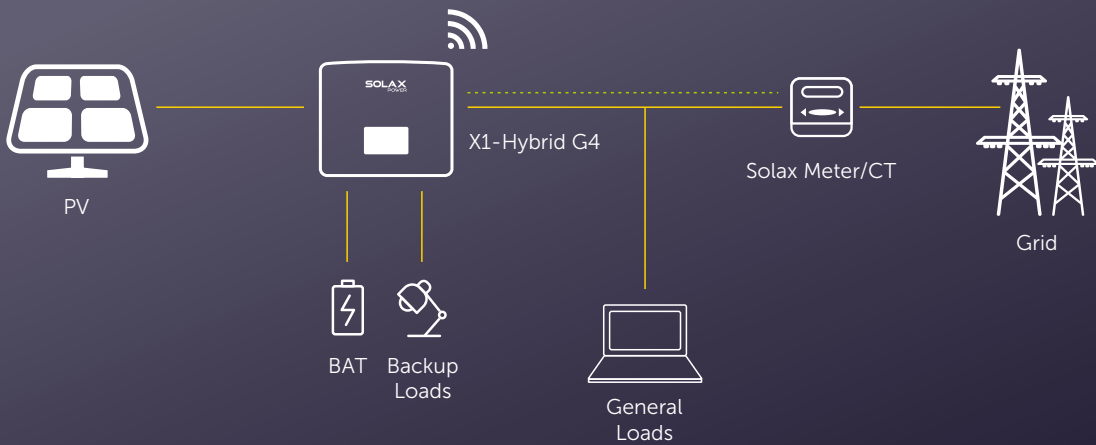 SOLAX
POWER
X1-Hybrid G4
Solax Meter/CT
PV
Grid
BAT
Backup
Loads
General
Loads